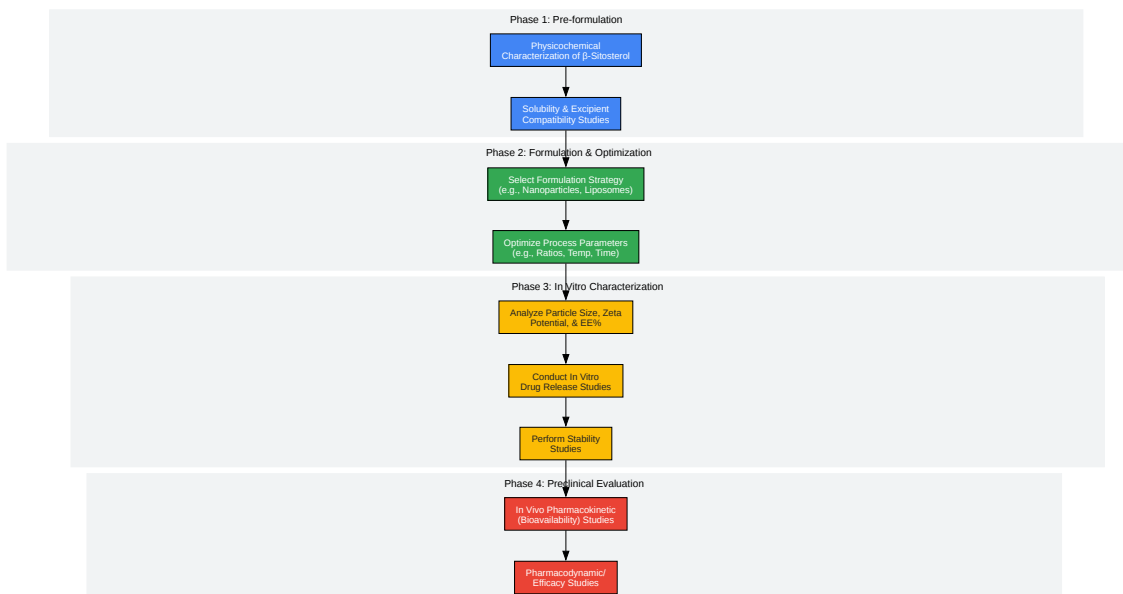 Phase 1: Pre-formulation
Physicochemical
Characterization of β-Sitosterol
Solubility & Excipient
Compatibility Studies
Phase 2: Formulation & Optimization
Select Formulation Strategy
(e.g., Nanoparticles, Liposomes)
Optimize Process Parameters
(e.g., Ratios, Temp, Time)
Phase 3: In Vitro Characterization
Analyze Particle Size, Zeta
Potential, & EE%
Conduct In Vitro
Drug Release Studies
Perform Stability
Studies
Phase 4: Preclinical Evaluation
In Vivo Pharmacokinetic
(Bioavailability) Studies
Pharmacodynamic/
Efficacy Studies